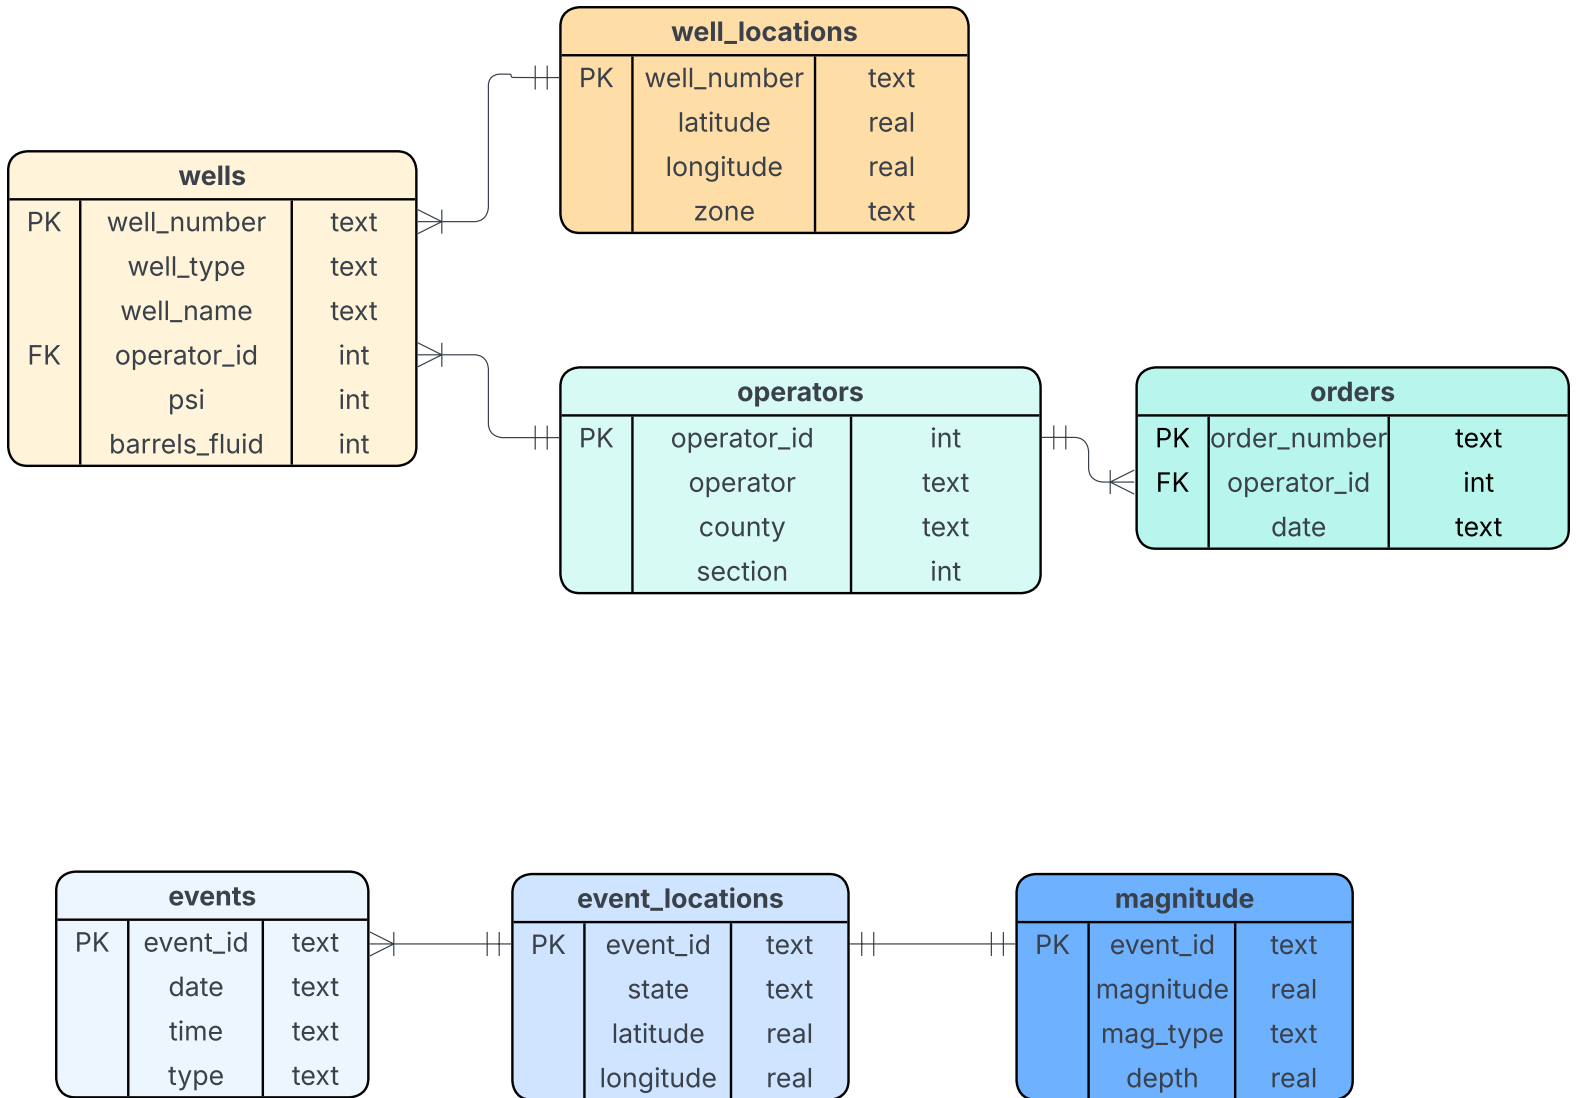 well_locations
PK well_number text
latitude real
longitude real
zone text
wells
PK well_number text
well_type text
well_name text
FK operator_id int
psi int
barrels_fluid int
operators
PK operator_id int
operator text
county text
section int
orders
PK order_number text
FK operator_id int
date text
events
PK event_id text
date text
time text
type text
event_locations
PK event_id text
state text
latitude real
longitude real
magnitude
PK event_id text
magnitude real
mag_type text
depth real